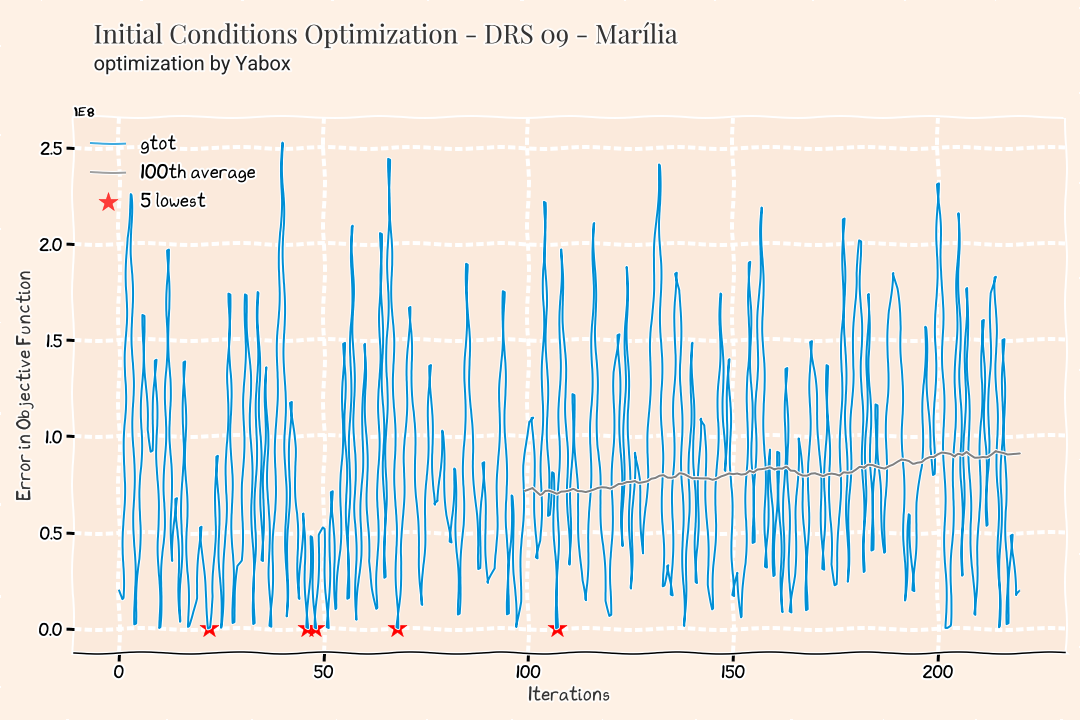 Initial Conditions Optimization - DRS 09 - Marília
optimization by Yabox
1E8
gtot
100th average
5 lowest
2.5
2.0
1.5
1.0
0.5
0.0
Error in Objective Function
0 50 100 150 200
Iterations